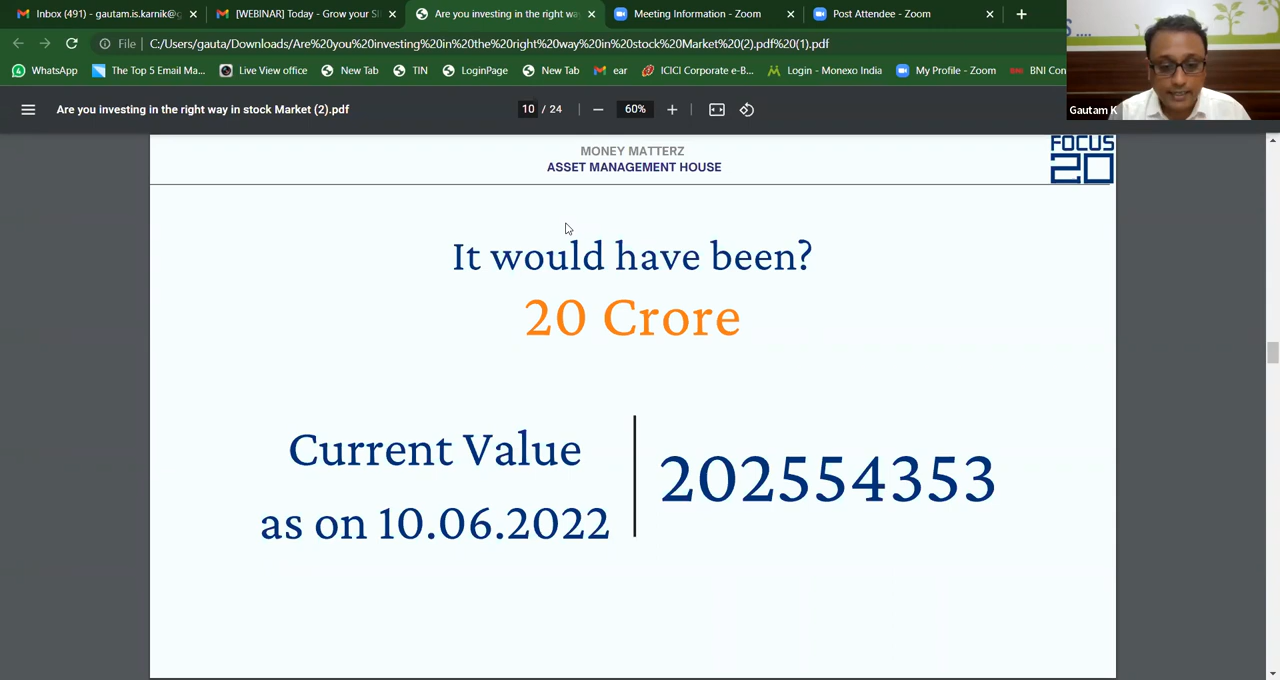 Inbox (491) - gautam.is.karnik@g
[WEBINAR] Today - Grow your SI
Are you investing in the right wa
Meeting Information - Zoom
Post Attendee - Zoom
File
C:/Users/gauta/Downloads/Are%20you%20investing%20in%20the%20right%20way%20in%20stock%20Market%20(2).pdf%20(1).pdf
WhatsApp
The Top 5 Email Ma...
Live View office
New Tab
TIN
LoginPage
New Tab
ear
ICICI Corporate e-B...
Login - Monexo India
My Profile - Zoom
BNI Con
Gautam K
Are you investing in the right way in stock Market (2).pdf
10 / 24
60%
MONEY MATTERZ
ASSET MANAGEMENT HOUSE
FOCUS
20
It would have been?
20 Crore
Current Value
as on 10.06.2022
202554353